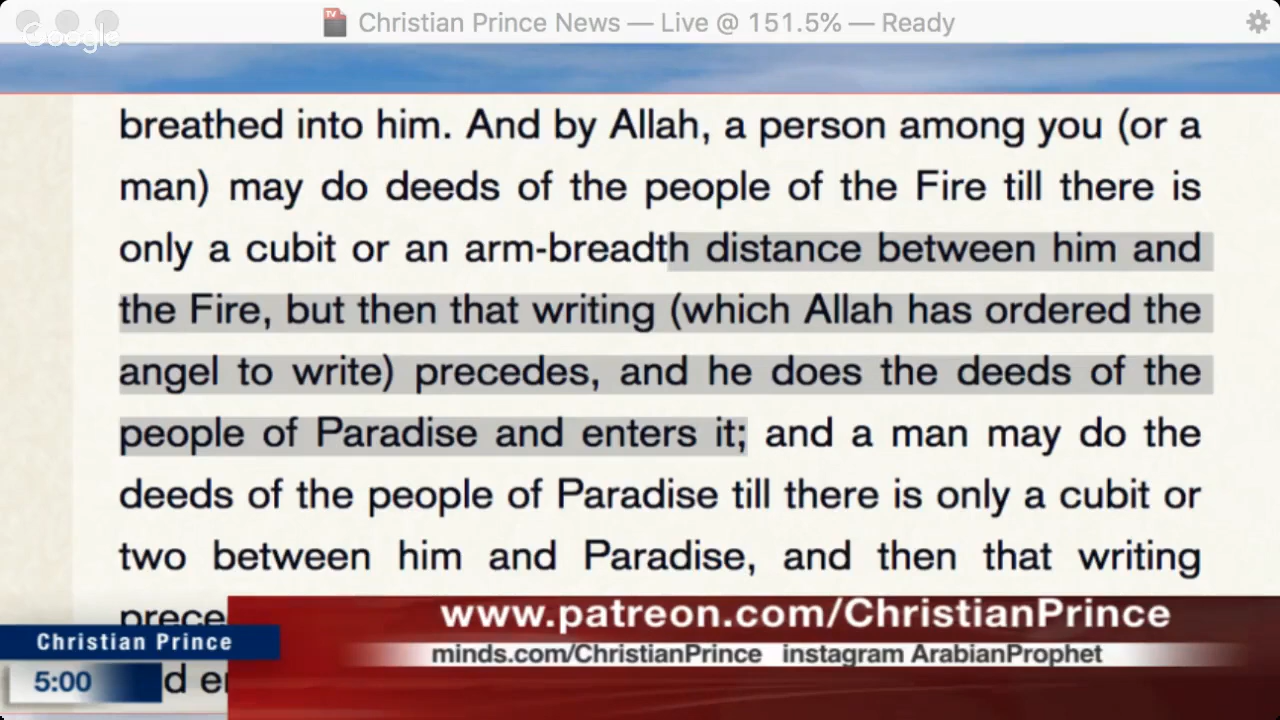 Christian Prince News — Live @ 151.5% — Ready
Google
breathed into him. And by Allah, a person among you (or a
man) may do deeds of the people of the Fire till there is
only a cubit or an arm-breadth distance between him and
the Fire, but then that writing (which Allah has ordered the
angel to write) precedes, and he does the deeds of the
people of Paradise and enters it; and a man may do the
deeds of the people of Paradise till there is only a cubit or
two between him and Paradise, and then that writing
www.patreon.com/ChristianPrince
Christian Prince
minds.com/ChristianPrince instagram ArabianProphet
5:00